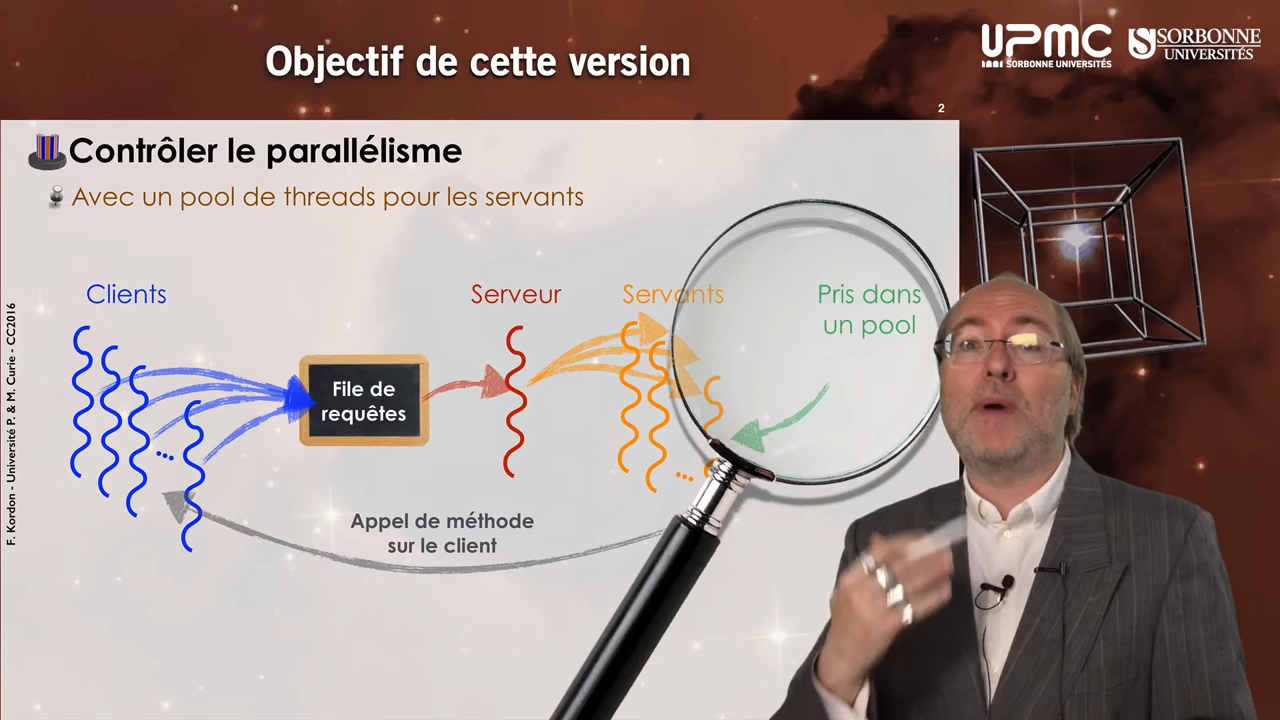 Objectif de cette version
UPMC
SORBONNE UNIVERSITÉS
SORBONNE
UNIVERSITÉS
2
Contrôler le parallélisme
Avec un pool de threads pour les servants
Clients
Serveur
Servants
Pris dans
un pool
File de
requêtes
...
...
Appel de méthode
sur le client
F. Kordon - Université P. & M. Curie - CC2016